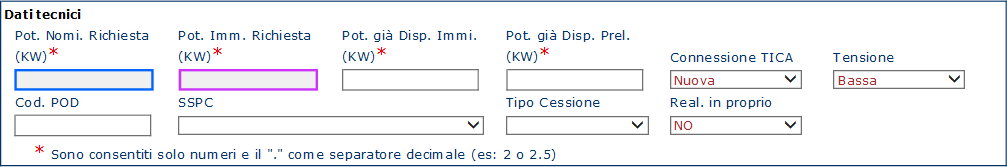 Dati tecnici
Pot. Nomi. Richiesta (KW)*
Pot. Imm. Richiesta (KW)*
Pot. già Disp. Immi. (KW)*
Pot. già Disp. Prel. (KW)*
Connessione TICA
Nuova
Tensione
Bassa
Cod. POD
SSPC
Tipo Cessione
Real. in proprio
NO
* Sono consentiti solo numeri e il "." come separatore decimale (es: 2 o 2.5)